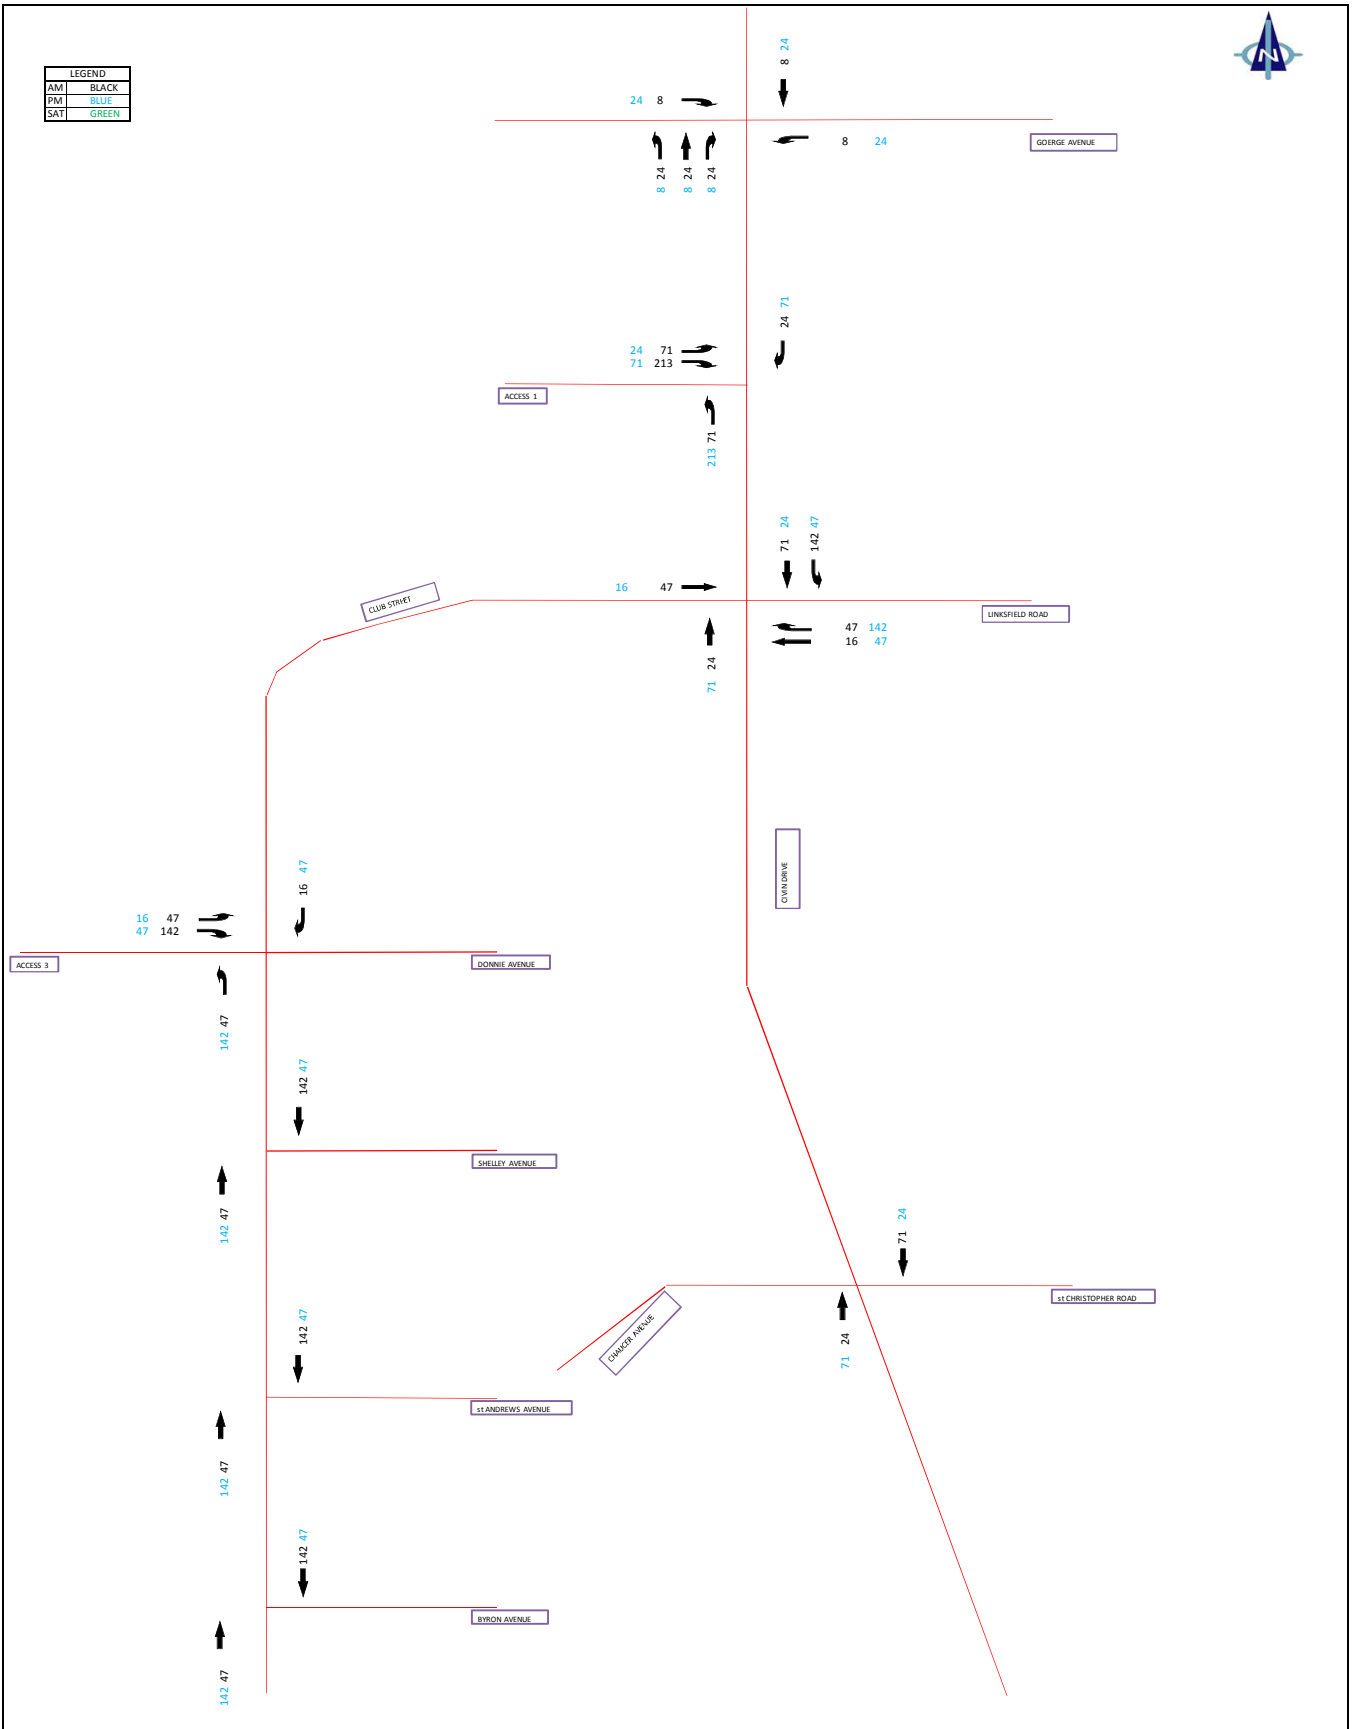 N
LEGEND
AM BLACK
PM BLUE
SAT GREEN
8 24
24 8
8 24
GOERGE AVENUE
8 24
8 24
8 24
24 71
24 71
71 213
ACCESS 1
213 71
71 24
142 47
16 47
CLUB STREET
LINKSFIELD ROAD
47 142
16 47
71 24
CIVIN DRIVE
16 47
16 47
47 142
ACCESS 3
DONNIE AVENUE
142 47
142 47
SHELLEY AVENUE
142 47
71 24
st CHRISTOPHER ROAD
CHAUCER AVENUE
71 24
142 47
st ANDREWS AVENUE
142 47
142 47
BYRON AVENUE
142 47